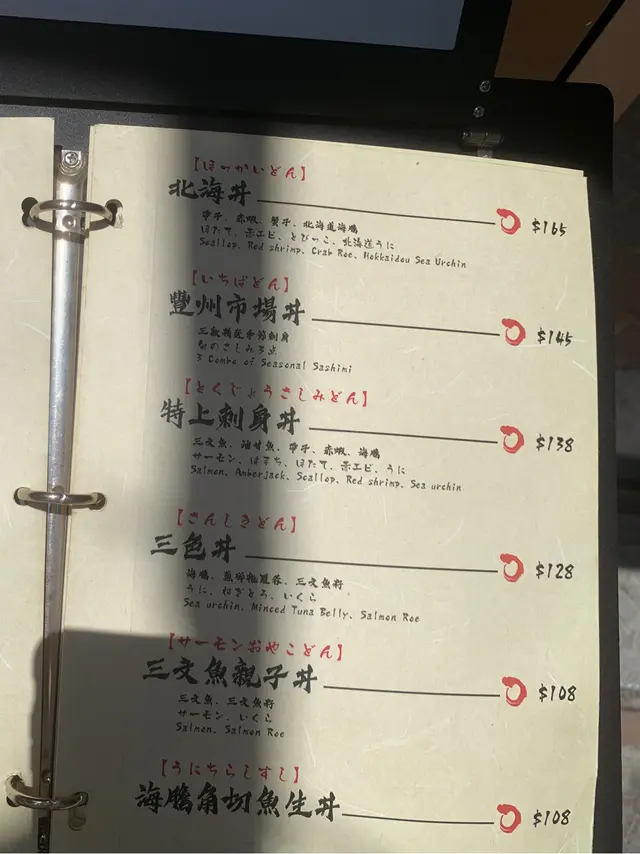 【ほっかいどん】
北海丼 $165
帶子、赤蝦、蟹子、北海道海膽
ほたて、赤エビ、とびっこ、北海道うに
Scallop, Red shrimp, Crab Roe, Hokkaidou Sea Urchin
【いちばどん】
豐州市場丼 $145
三款精選季節刺身
旬のさしみ3点
3 Combo of Seasonal Sashimi
【とくじょうさしみどん】
特上刺身丼 $138
三文魚、油甘魚、帶子、赤蝦、海膽
サーモン、はまち、ほたて、赤エビ、うに
Salmon, Amberjack, Scallop, Red shrimp, Sea urchin
【さんしきどん】
三色丼 $128
海膽、蔥吞拿魚蓉、三文魚籽
うに、ねぎとろ、いくら
Sea urchin, Minced Tuna Belly, Salmon Roe
【サーモンおやこどん】
三文魚親子丼 $108
三文魚、三文魚籽
サーモン、いくら
Salmon, Salmon Roe
【うにちらしすし】
海膽角切魚生丼 $108